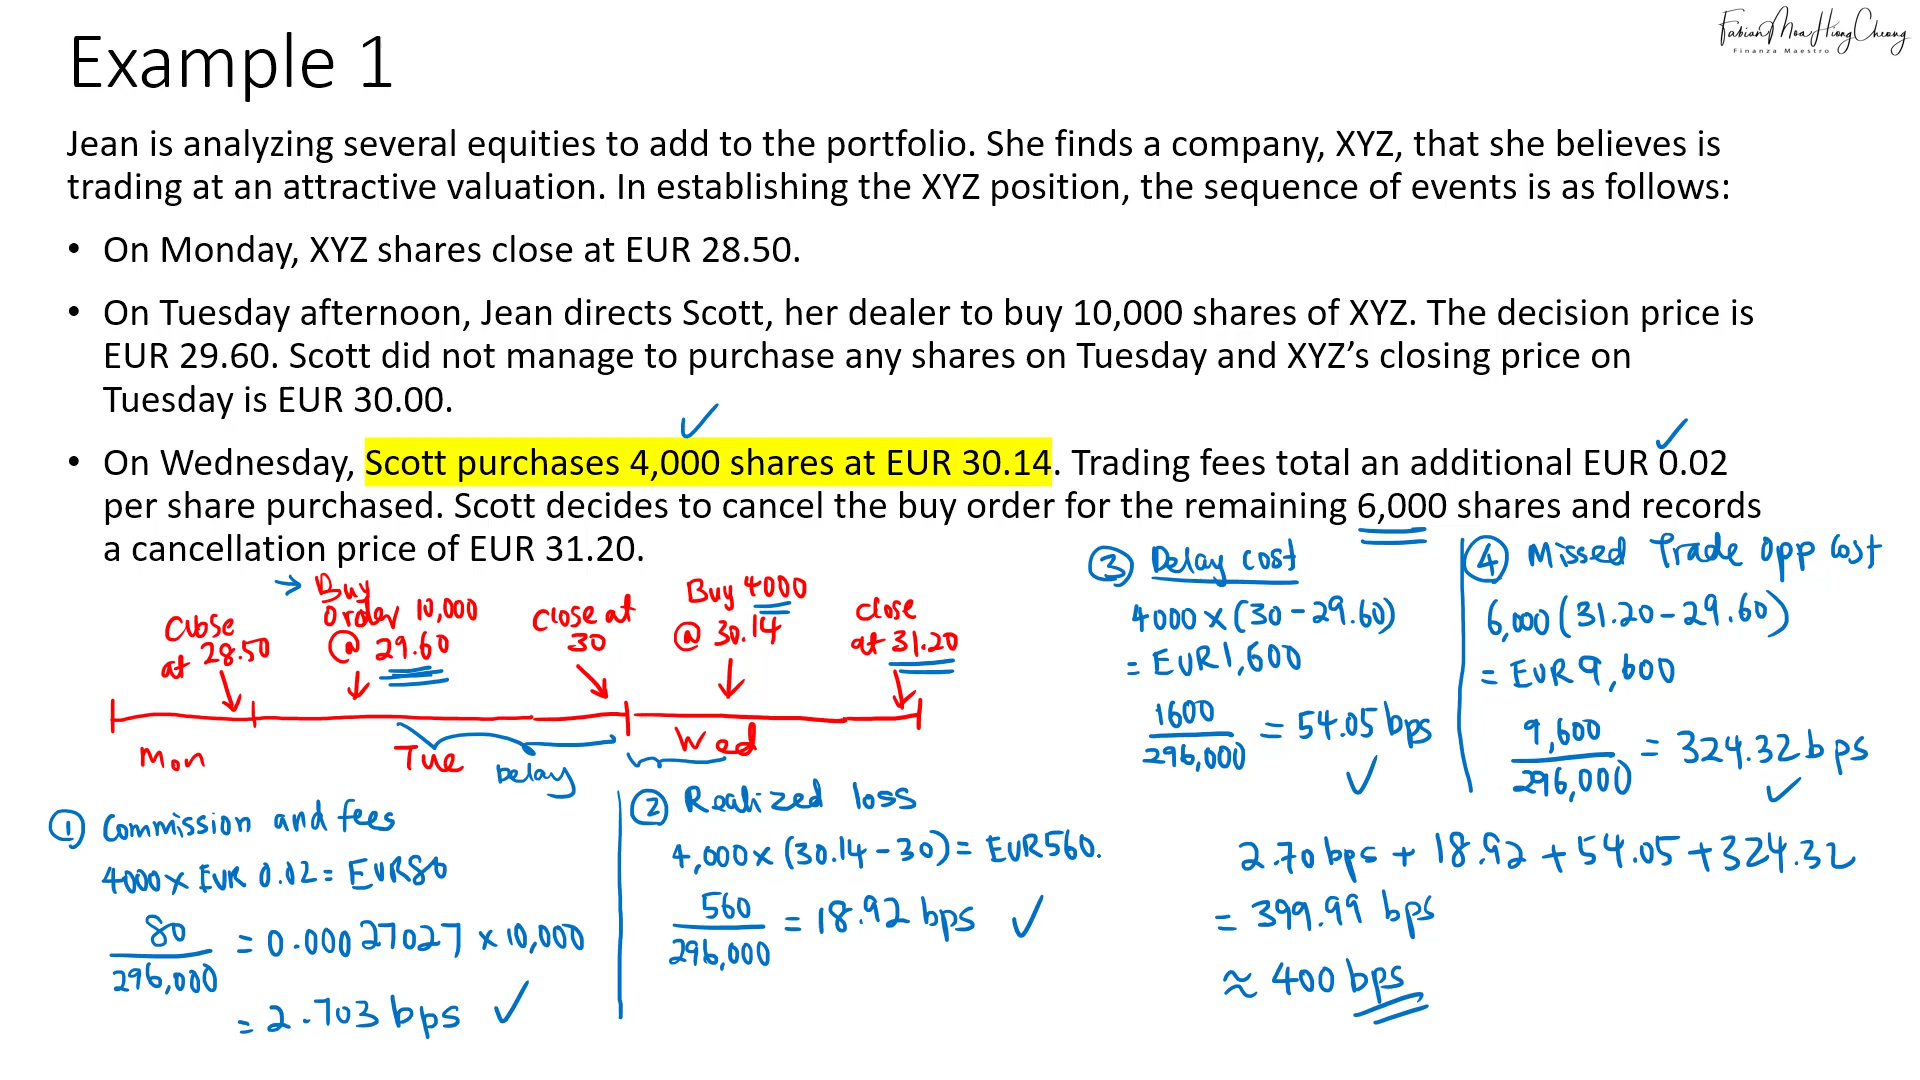 Fabian Moa Hiong Cheong
Finanza Maestro
Example 1
Jean is analyzing several equities to add to the portfolio. She finds a company, XYZ, that she believes is
trading at an attractive valuation. In establishing the XYZ position, the sequence of events is as follows:
• On Monday, XYZ shares close at EUR 28.50.
• On Tuesday afternoon, Jean directs Scott, her dealer to buy 10,000 shares of XYZ. The decision price is
EUR 29.60. Scott did not manage to purchase any shares on Tuesday and XYZ’s closing price on
Tuesday is EUR 30.00.
• On Wednesday, Scott purchases 4,000 shares at EUR 30.14. Trading fees total an additional EUR 0.02
per share purchased. Scott decides to cancel the buy order for the remaining 6,000 shares and records
a cancellation price of EUR 31.20.
Close
at 28.50
→ Buy
order 10,000
@ 29.60
Close at
30
Buy 4000
@ 30.14
close
at 31.20
Mon
Tue
Delay
Wed
① Commission and fees
4000 × EUR 0.02 = EUR80
80
296,000
= 0.00027027 × 10,000
= 2.703 bps ✓
② Realized loss
4,000 × (30.14 - 30) = EUR560.
560
296,000
= 18.92 bps ✓
③ Delay cost
4000 × (30 - 29.60)
= EUR1,600
1600
296,000
= 54.05 bps
✓
④ Missed Trade Opp Cost
6,000 (31.20 - 29.60)
= EUR 9,600
9,600
296,000
= 324.32 bps
✓
2.70 bps + 18.92 + 54.05 + 324.32
= 399.99 bps
≈ 400 bps